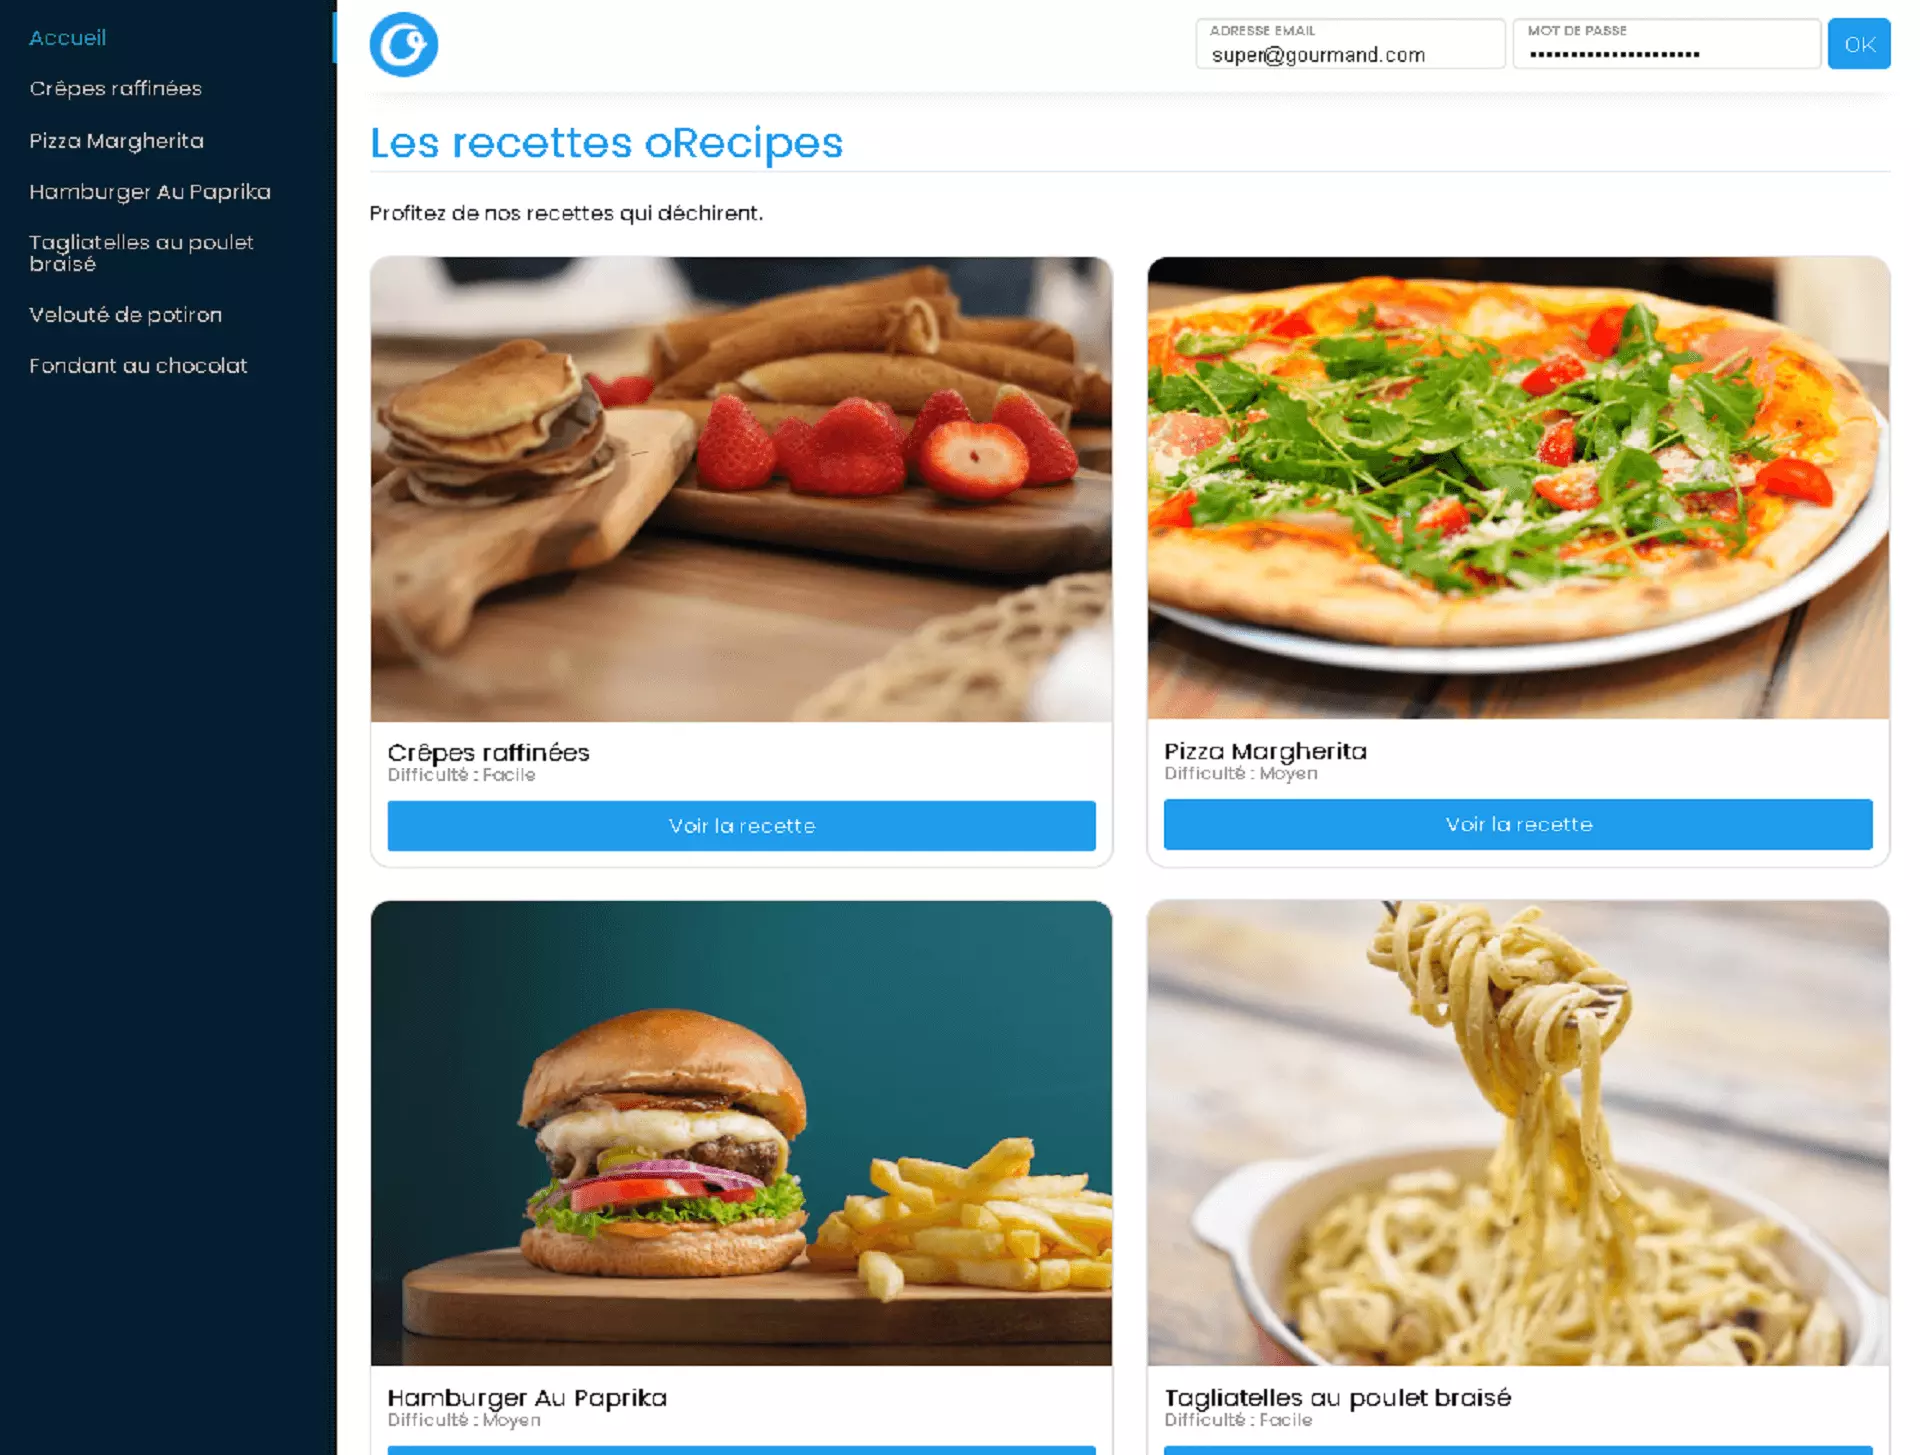 Accueil
Crêpes raffinées
Pizza Margherita
Hamburger Au Paprika
Tagliatelles au poulet
braisé
Velouté de potiron
Fondant au chocolat
ADRESSE EMAIL
super@gourmand.com
MOT DE PASSE
••••••••••••••••••••
OK
Les recettes oRecipes
Profitez de nos recettes qui déchirent.
Crêpes raffinées
Difficulté : Facile
Voir la recette
Pizza Margherita
Difficulté : Moyen
Voir la recette
Hamburger Au Paprika
Difficulté : Moyen
Tagliatelles au poulet braisé
Difficulté : Facile